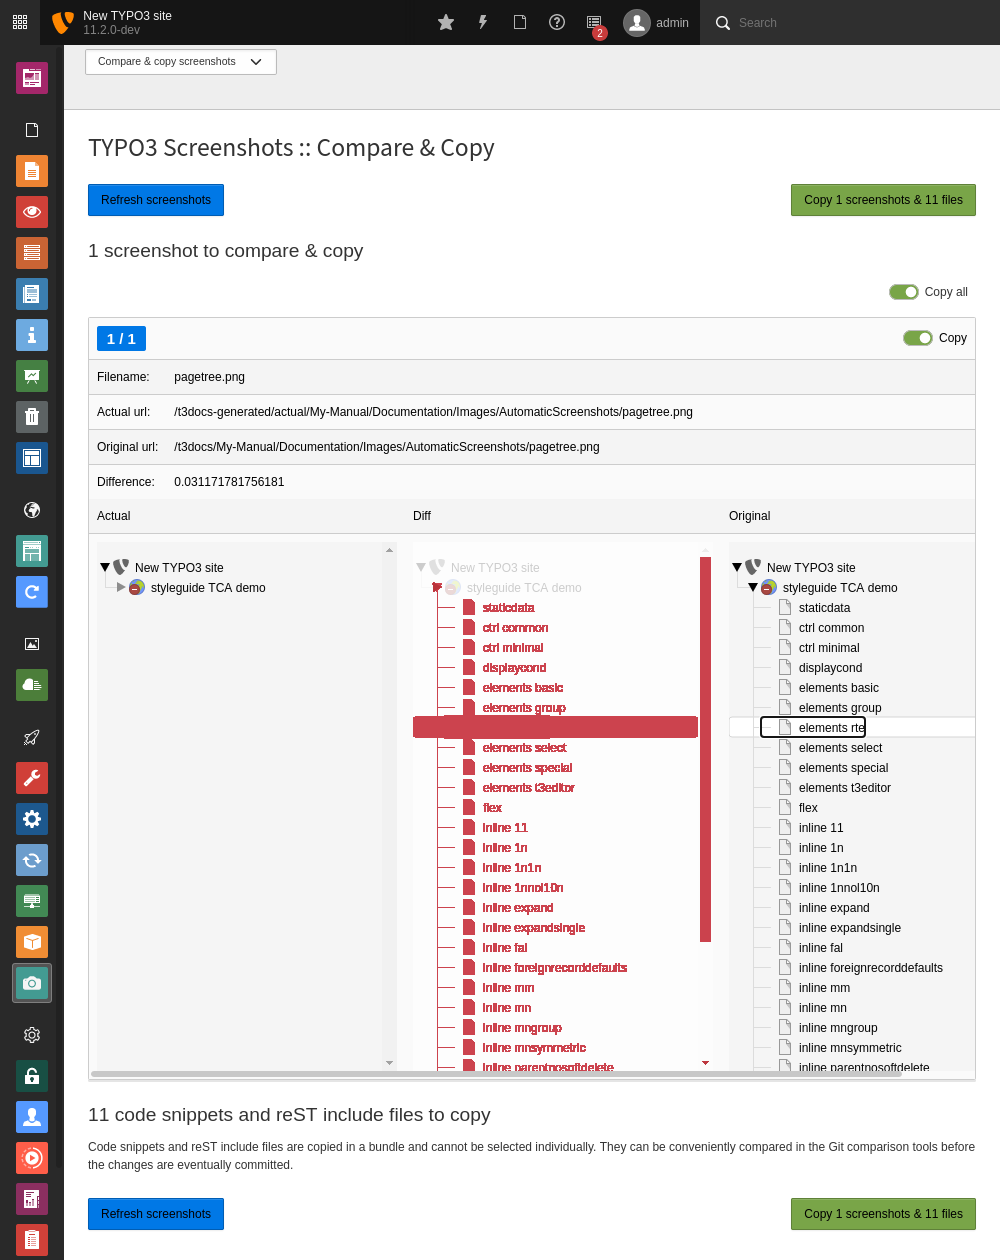 New TYPO3 site
11.2.0-dev
2
admin
Search
Compare & copy screenshots
TYPO3 Screenshots :: Compare & Copy
Refresh screenshots
Copy 1 screenshots & 11 files
1 screenshot to compare & copy
Copy all
1 / 1
Copy
Filename: pagetree.png
Actual url: /t3docs-generated/actual/My-Manual/Documentation/Images/AutomaticScreenshots/pagetree.png
Original url: /t3docs/My-Manual/Documentation/Images/AutomaticScreenshots/pagetree.png
Difference: 0.031171781756181
Actual
New TYPO3 site
styleguide TCA demo
Diff
New TYPO3 site
styleguide TCA demo
staticdata
ctrl common
ctrl minimal
displaycond
elements basic
elements group
elements select
elements special
elements t3editor
flex
inline 11
inline 1n
inline 1n1n
inline 1nnol10n
inline expand
inline expandsingle
inline fal
inline foreignrecorddefaults
inline mm
inline mn
inline mngroup
inline mnsymmetric
inline parentnosoftdelete
Original
New TYPO3 site
styleguide TCA demo
staticdata
ctrl common
ctrl minimal
displaycond
elements basic
elements group
elements rte
elements select
elements special
elements t3editor
flex
inline 11
inline 1n
inline 1n1n
inline 1nnol10n
inline expand
inline expandsingle
inline fal
inline foreignrecorddefaults
inline mm
inline mn
inline mngroup
inline mnsymmetric
inline parentnosoftdelete
11 code snippets and reST include files to copy
Code snippets and reST include files are copied in a bundle and cannot be selected individually. They can be conveniently compared in the Git comparison tools before
the changes are eventually committed.
Refresh screenshots
Copy 1 screenshots & 11 files